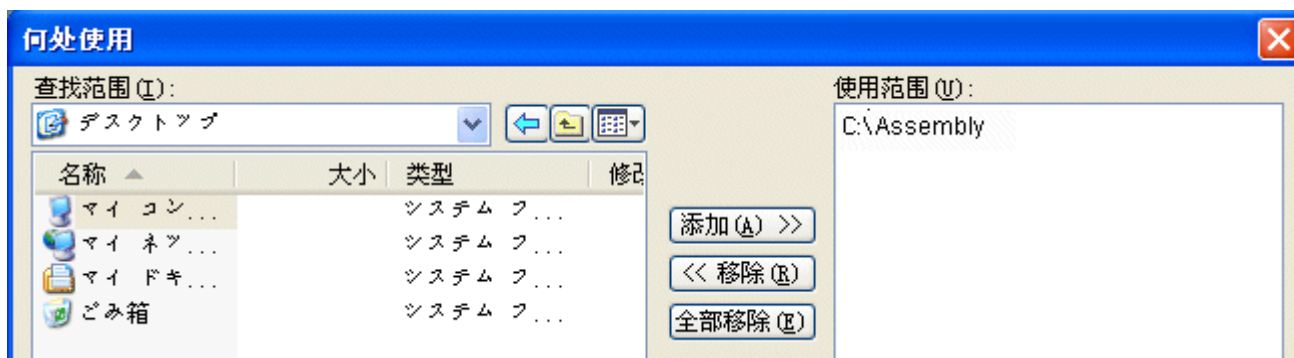 何处使用
查找范围(I):
デスクトップ
名称 大小 类型 修改
マイ コン... システム フ...
マイ ネッ... システム フ...
マイ ドキ... システム フ...
ごみ箱 システム フ...
添加(A) >>
<< 移除(R)
全部移除(E)
使用范围(U):
C:\Assembly